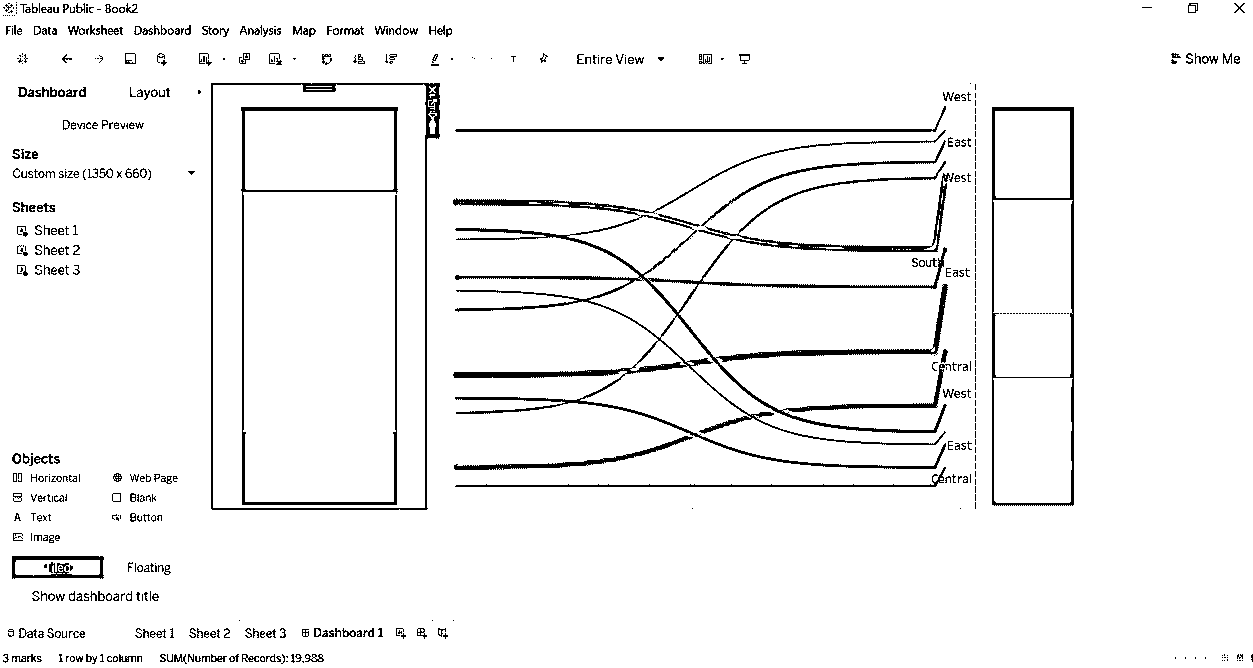 Tableau Public - Book2
File Data Worksheet Dashboard Story Analysis Map Format Window Help
Entire View
Show Me
Dashboard Layout
Device Preview
Size
Custom size (1350 x 660)
Sheets
Sheet 1
Sheet 2
Sheet 3
West
East
West
South
East
Central
West
East
Central
Objects
Horizontal Web Page
Vertical Blank
A Text Button
Image
Tiled Floating
Show dashboard title
Data Source Sheet 1 Sheet 2 Sheet 3 Dashboard 1
3 marks 1 row by 1 column SUM(Number of Records): 19,988